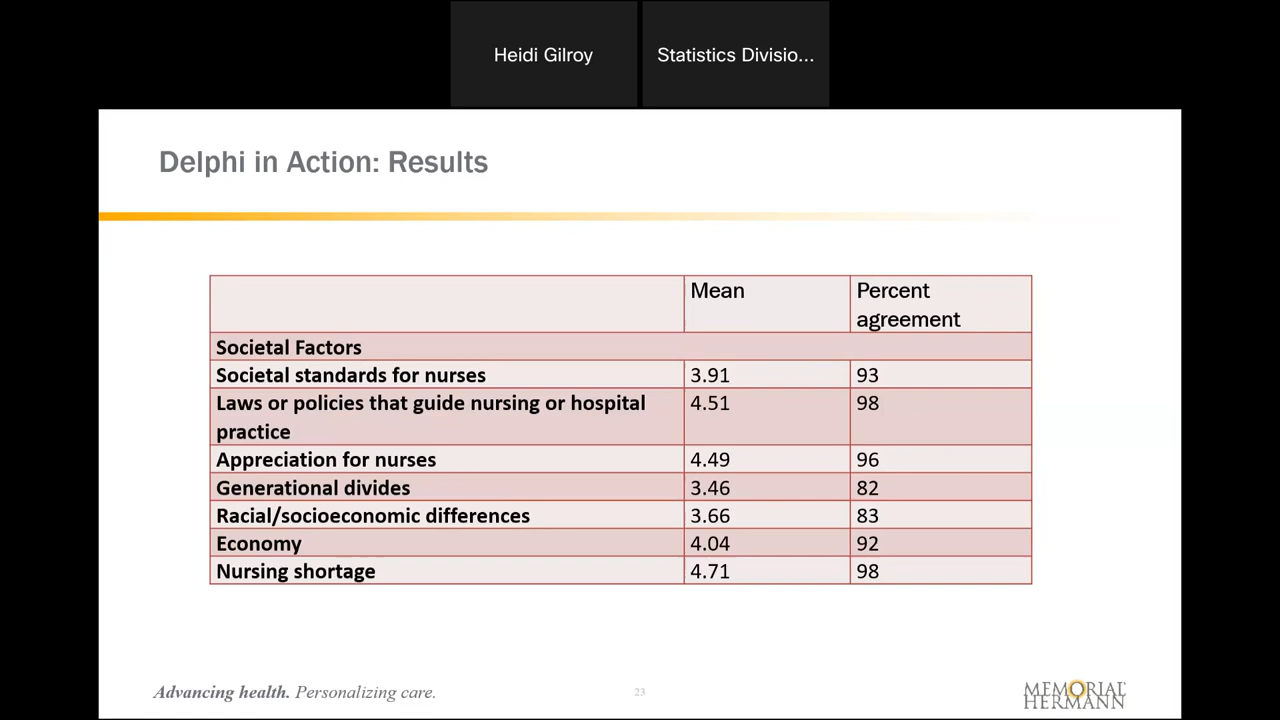 Heidi Gilroy
Statistics Divisio...
Delphi in Action: Results
Mean
Percent
agreement
Societal Factors
Societal standards for nurses 3.91 93
Laws or policies that guide nursing or hospital 4.51 98
practice
Appreciation for nurses 4.49 96
Generational divides 3.46 82
Racial/socioeconomic differences 3.66 83
Economy 4.04 92
Nursing shortage 4.71 98
Advancing health. Personalizing care.
23
MEMORIAL
HERMANN